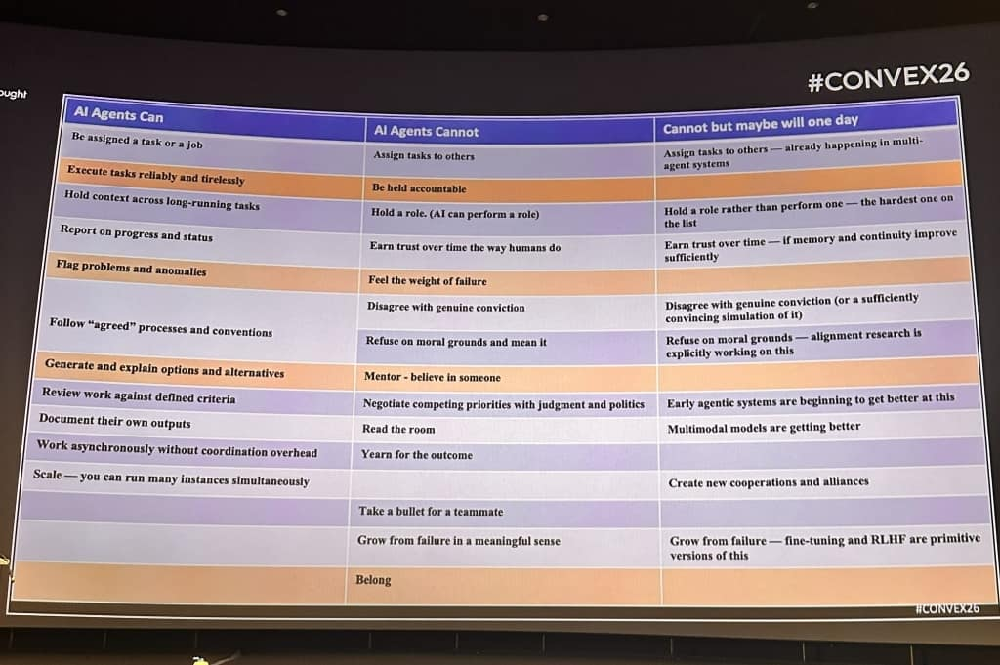 #CONVEX26
ought
AI Agents Can
AI Agents Cannot
Cannot but maybe will one day
Be assigned a task or a job
Assign tasks to others
Assign tasks to others — already happening in multi-
agent systems
Execute tasks reliably and tirelessly
Be held accountable
Hold context across long-running tasks
Hold a role. (AI can perform a role)
Hold a role rather than perform one — the hardest one on
the list
Report on progress and status
Earn trust over time the way humans do
Earn trust over time — if memory and continuity improve
sufficiently
Flag problems and anomalies
Feel the weight of failure
Follow “agreed” processes and conventions
Disagree with genuine conviction
Disagree with genuine conviction (or a sufficiently
convincing simulation of it)
Refuse on moral grounds and mean it
Refuse on moral grounds — alignment research is
explicitly working on this
Generate and explain options and alternatives
Mentor - believe in someone
Review work against defined criteria
Negotiate competing priorities with judgment and politics
Early agentic systems are beginning to get better at this
Document their own outputs
Read the room
Multimodal models are getting better
Work asynchronously without coordination overhead
Yearn for the outcome
Scale — you can run many instances simultaneously
Create new cooperations and alliances
Take a bullet for a teammate
Grow from failure in a meaningful sense
Grow from failure — fine-tuning and RLHF are primitive
versions of this
Belong
#CONVEX26